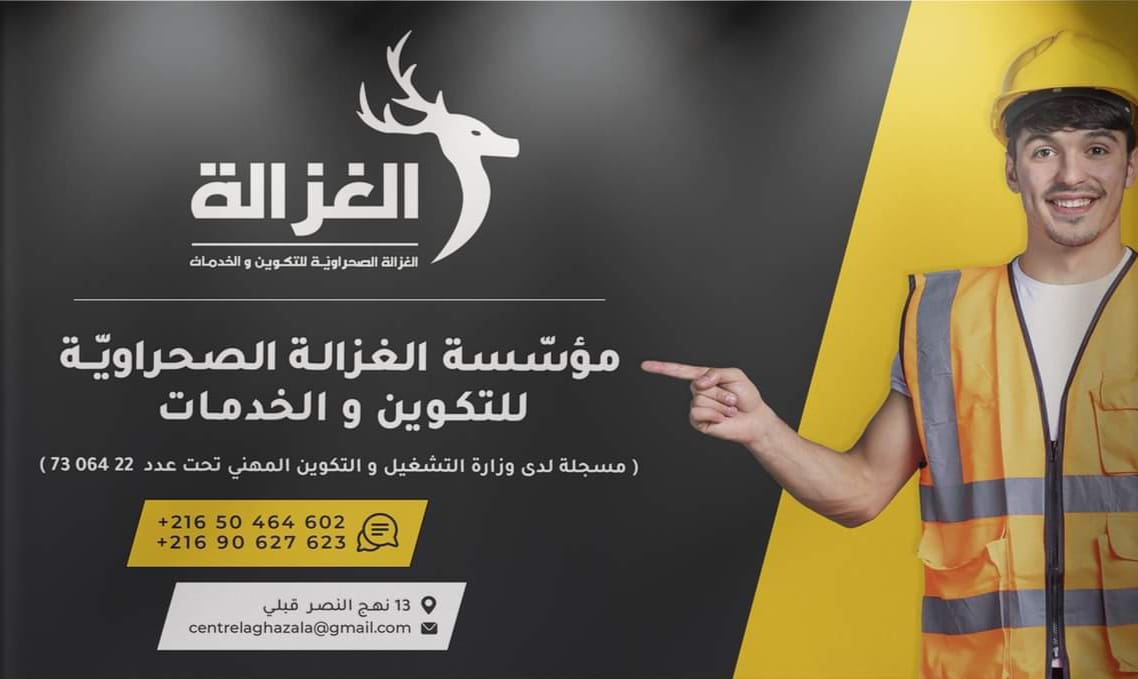 الغزالة
الغزالة الصحراويّة للتكوين و الخدمات
مؤسّسة الغزالة الصحراويّة
للتكوين و الخدمات
( مسجلة لدى وزارة التشغيل و التكوين المهني تحت عدد 22 064 73 )
+216 50 464 602
+216 90 627 623
13 نهج النصر قبلي
centrelaghazala@gmail.com